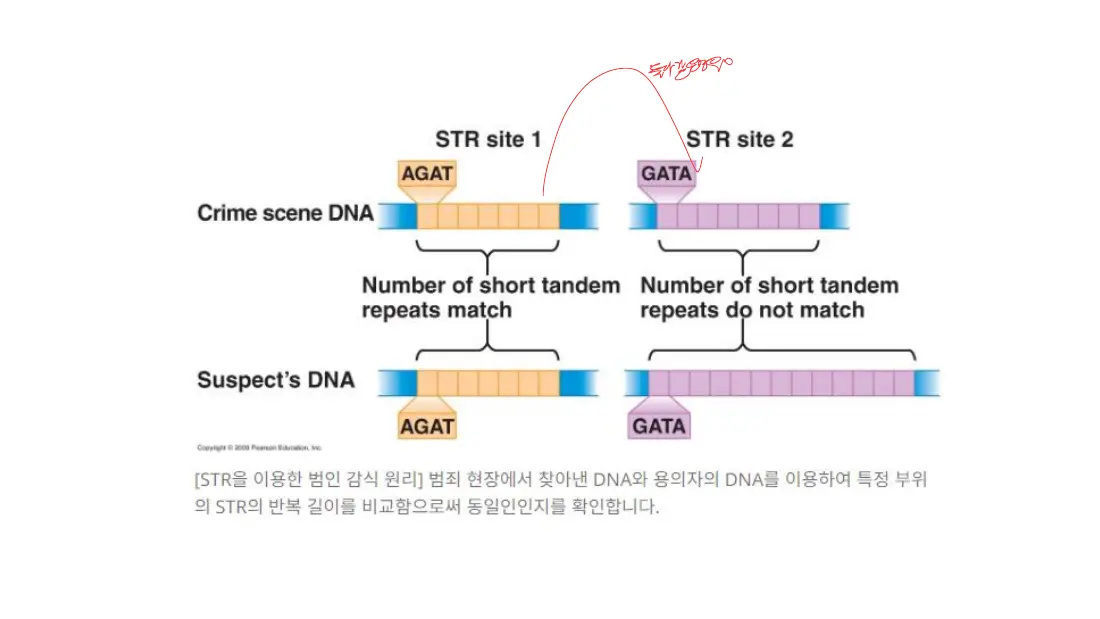 STR site 1
STR site 2
AGAT
GATA
Crime scene DNA
Number of short tandem
repeats match
Number of short tandem
repeats do not match
Suspect's DNA
AGAT
GATA
Copyright © 2009 Pearson Education, Inc.
[STR을 이용한 범인 감식 원리] 범죄 현장에서 찾아낸 DNA와 용의자의 DNA를 이용하여 특정 부위
의 STR의 반복 길이를 비교함으로써 동일인인지를 확인합니다.